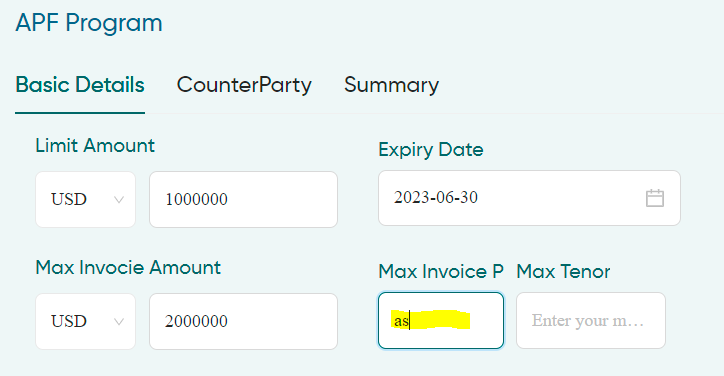 APF Program
Basic Details CounterParty Summary
Limit Amount Expiry Date
USD 1000000 2023-06-30
Max Invocie Amount Max Invoice P Max Tenor
USD 2000000 as Enter your m...